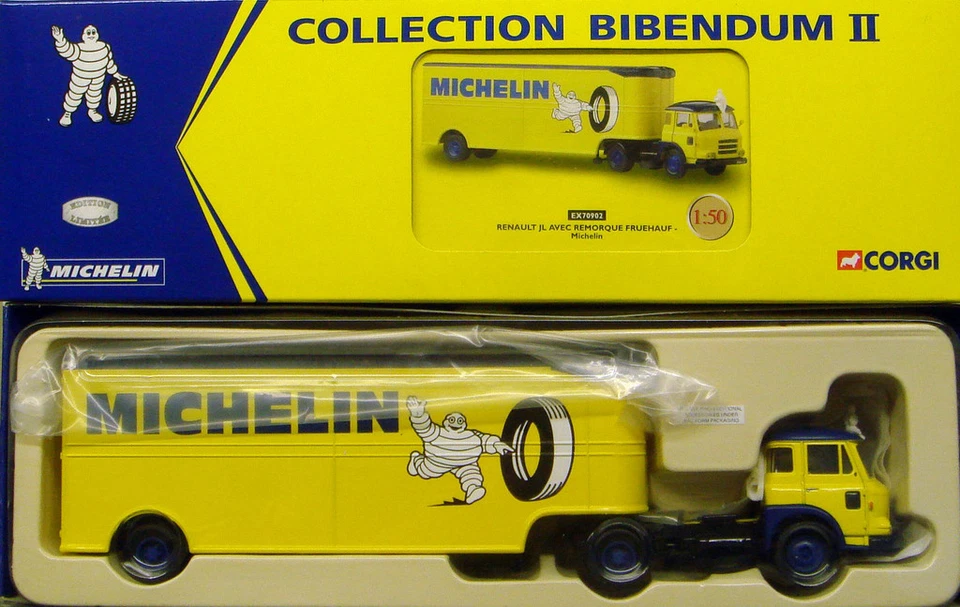 COLLECTION BIBENDUM II
MICHELIN
EDITION
LIMITÉE
EX70902
1:50
RENAULT JL AVEC REMORQUE FRUEHAUF -
Michelin
MICHELIN
CORGI
MICHELIN